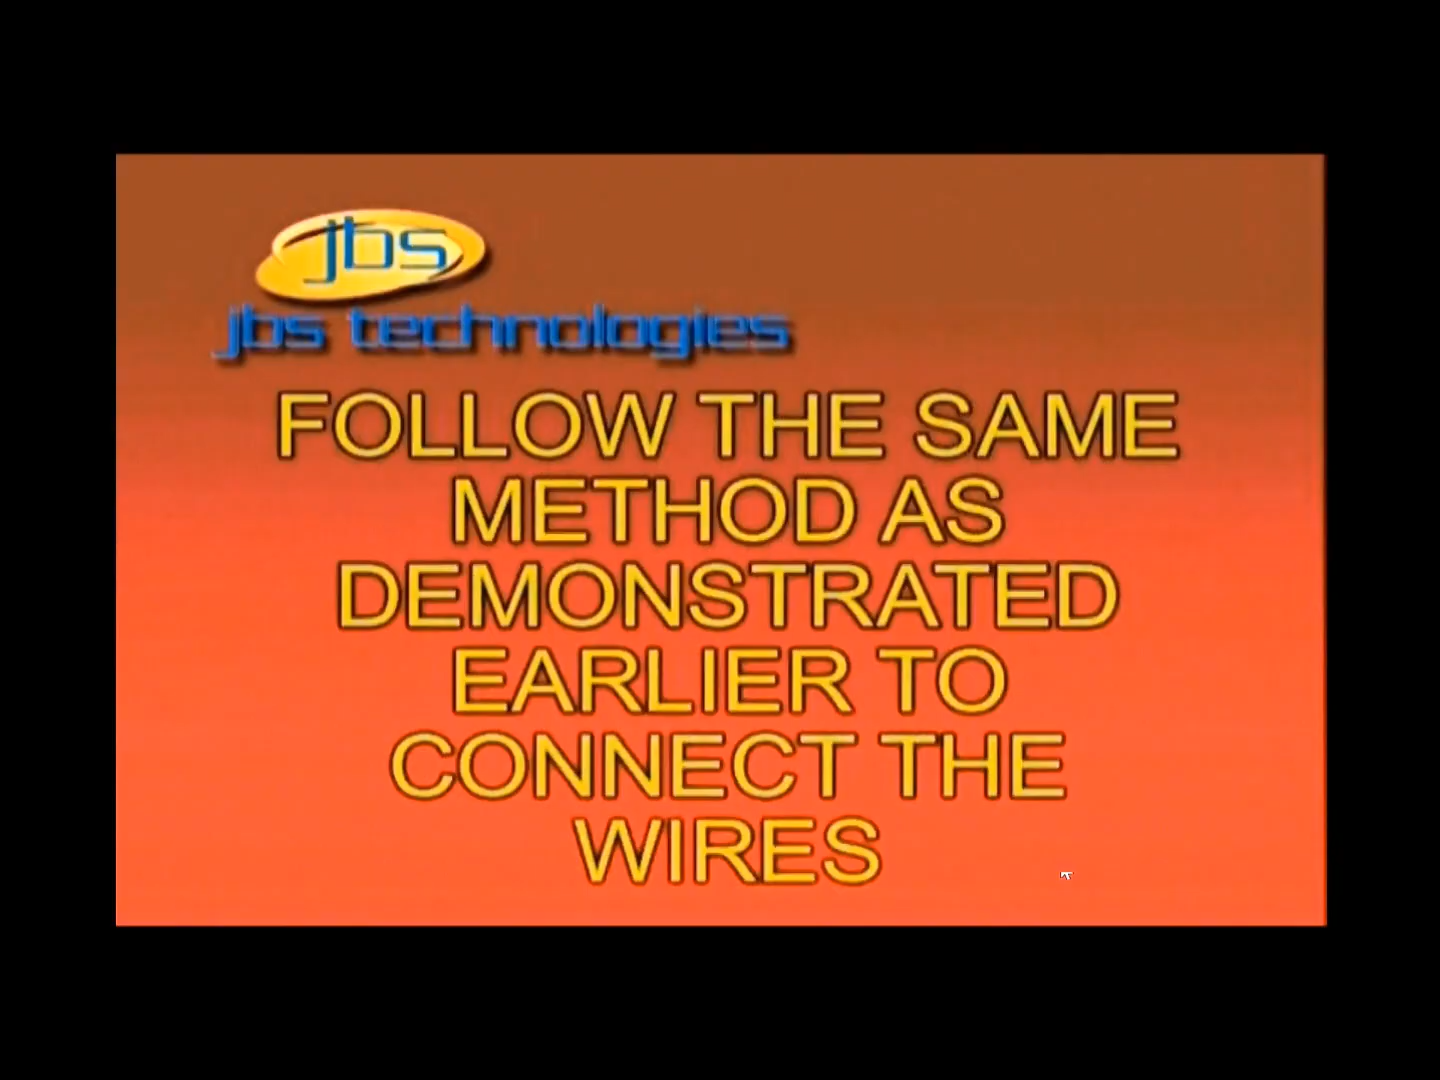 jbs
jbs technologies
FOLLOW THE SAME
METHOD AS
DEMONSTRATED
EARLIER TO
CONNECT THE
WIRES